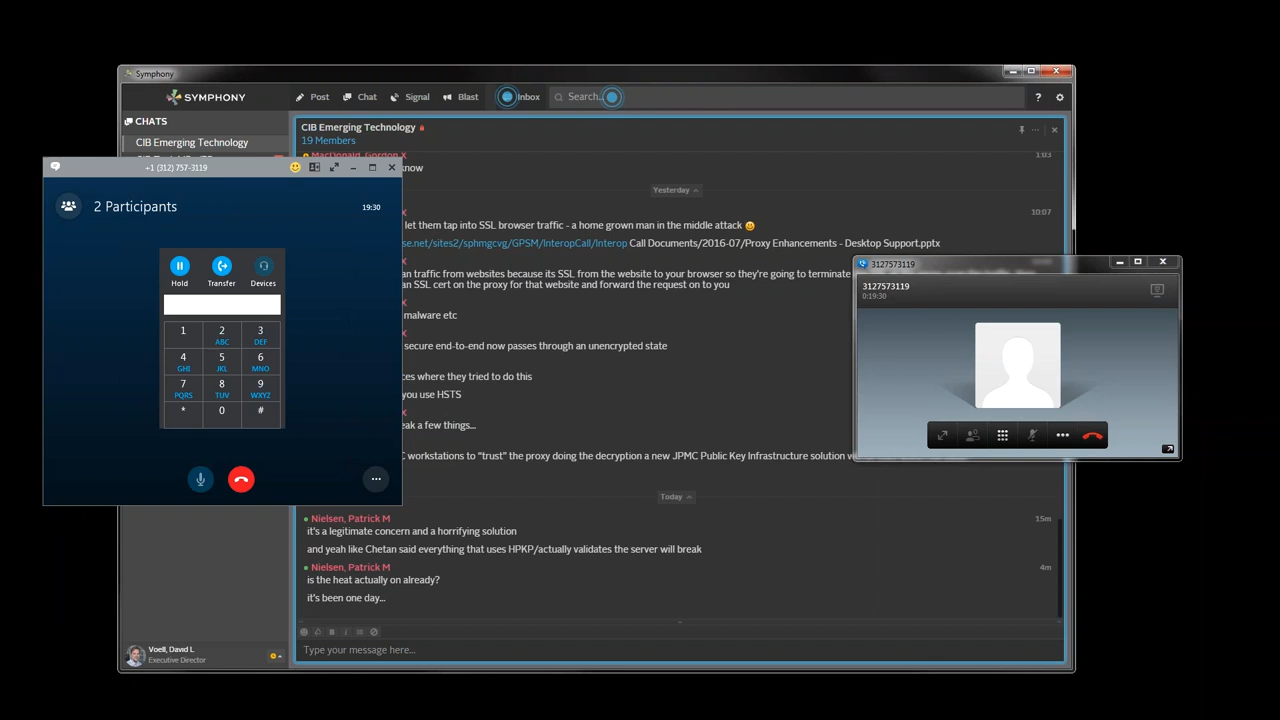 Symphony
SYMPHONY
Post
Chat
Signal
Blast
Inbox
Search...
?
CHATS
CIB Emerging Technology
CIB Emerging Technology
19 Members
MacDonald, Gordon X
1:03
know
Yesterday
10:07
let them tap into SSL browser traffic - a home grown man in the middle attack
se.net/sites2/sphmgcvg/GPSM/InteropCall/Interop Call Documents/2016-07/Proxy Enhancements - Desktop Support.pptx
an traffic from websites because its SSL from the website to your browser so they're going to terminate
an SSL cert on the proxy for that website and forward the request on to you
malware etc
secure end-to-end now passes through an unencrypted state
ces where they tried to do this
you use HSTS
eak a few things...
C workstations to “trust” the proxy doing the decryption a new JPMC Public Key Infrastructure solution
Today
Nielsen, Patrick M
15m
it's a legitimate concern and a horrifying solution
and yeah like Chetan said everything that uses HPKP/actually validates the server will break
Nielsen, Patrick M
4m
is the heat actually on already?
it's been one day...
Type your message here...
Voell, David L
Executive Director
+1 (312) 757-3119
2 Participants
19:30
Hold
Transfer
Devices
1
2
3
ABC
DEF
4
5
6
GHI
JKL
MNO
7
8
9
PQRS
TUV
WXYZ
*
0
#
3127573119
3127573119
0:19:30